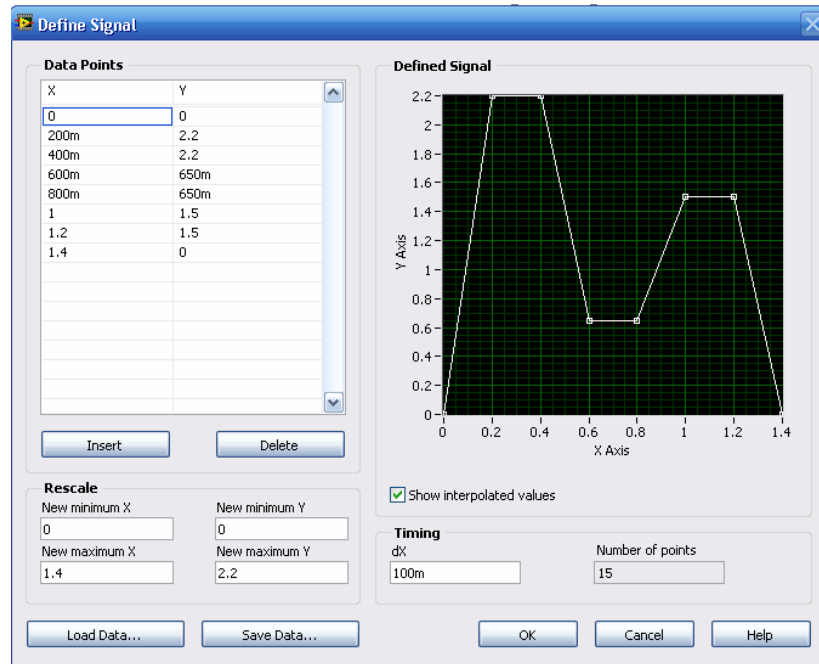 Define Signal
Data Points
X Y
0 0
200m 2.2
400m 2.2
600m 650m
800m 650m
1 1.5
1.2 1.5
1.4 0
Insert Delete
Rescale
New minimum X New minimum Y
0 0
New maximum X New maximum Y
1.4 2.2
Load Data... Save Data...
Defined Signal
2.2
2
1.8
1.6
1.4
1.2
1
0.8
0.6
0.4
0.2
0
Y Axis
0 0.2 0.4 0.6 0.8 1 1.2 1.4
X Axis
Show interpolated values
Timing
dX Number of points
100m 15
OK Cancel Help